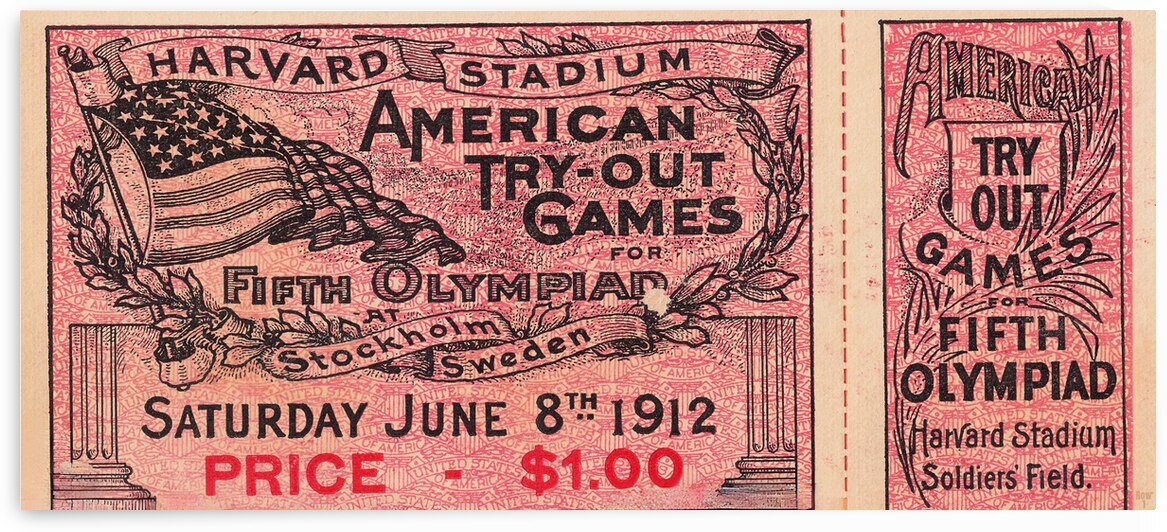 HARVARD STADIUM
AMERICAN
TRY-OUT
GAMES
FOR
FIFTH OLYMPIAD
AT
Stockholm
Sweden
SATURDAY JUNE 8TH 1912
PRICE - $1.00
AMERICAN
TRY
OUT
GAMES
FOR
FIFTH
OLYMPIAD
Harvard Stadium
Soldiers' Field.